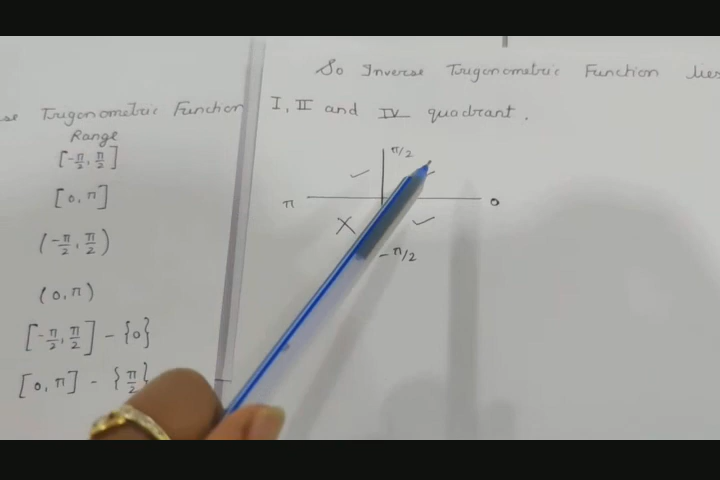 Trigonometric Function
Range
[-π/2, π/2]
[0, π]
(-π/2, π/2)
(0, π)
[-π/2, π/2] - {0}
[0, π] - {π/2}
So Inverse Trigonometric Function lies
I, II and IV quadrant.
π/2
π
0
-π/2